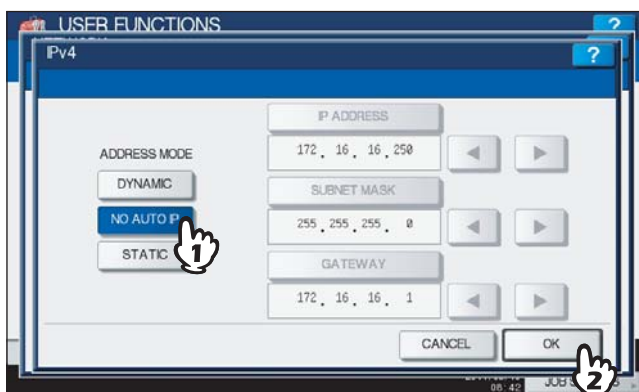 USER FUNCTIONS
?
IPv4
?
IP ADDRESS
ADDRESS MODE
172. 16. 16. 250
DYNAMIC
SUBNET MASK
NO AUTO IP
255. 255. 255. 0
1
STATIC
GATEWAY
172. 16. 16. 1
CANCEL
OK
2
06:42